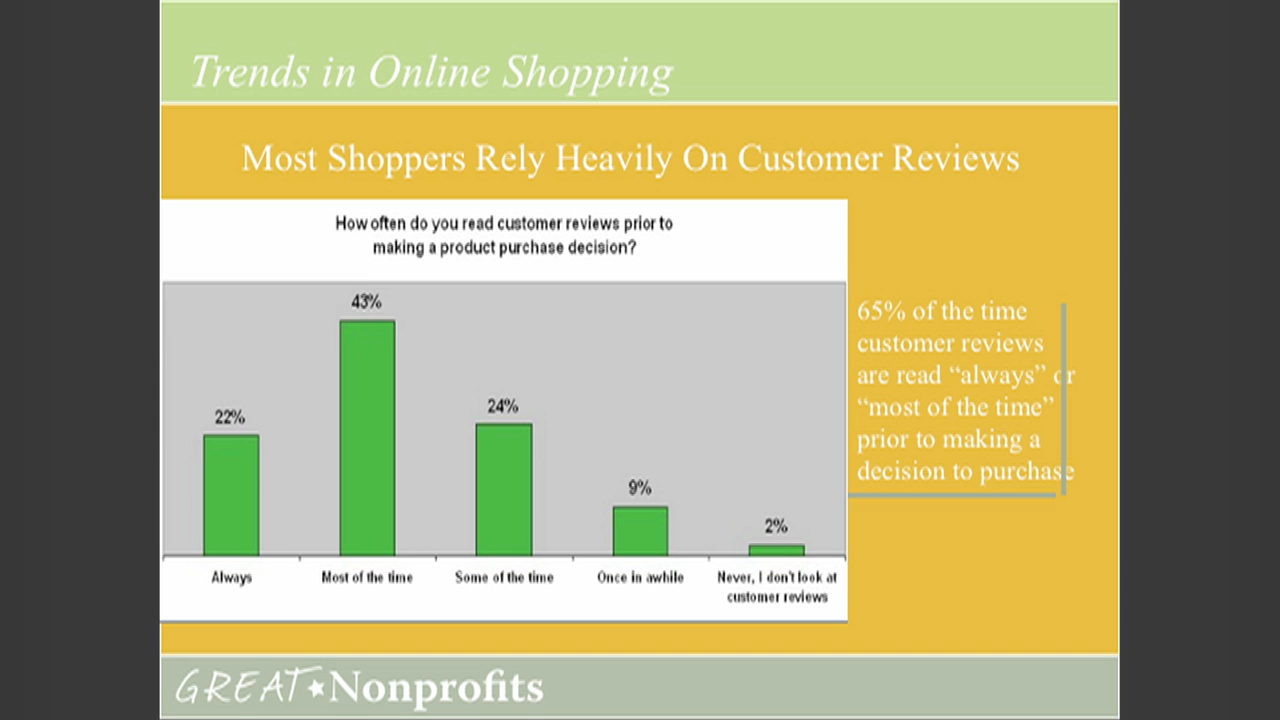 Trends in Online Shopping
Most Shoppers Rely Heavily On Customer Reviews
How often do you read customer reviews prior to
making a product purchase decision?
43%
22%
24%
9%
2%
Always
Most of the time
Some of the time
Once in awhile
Never, I don't look at
customer reviews
65% of the time
customer reviews
are read “always” or
“most of the time”
prior to making a
decision to purchase
GREAT★Nonprofits